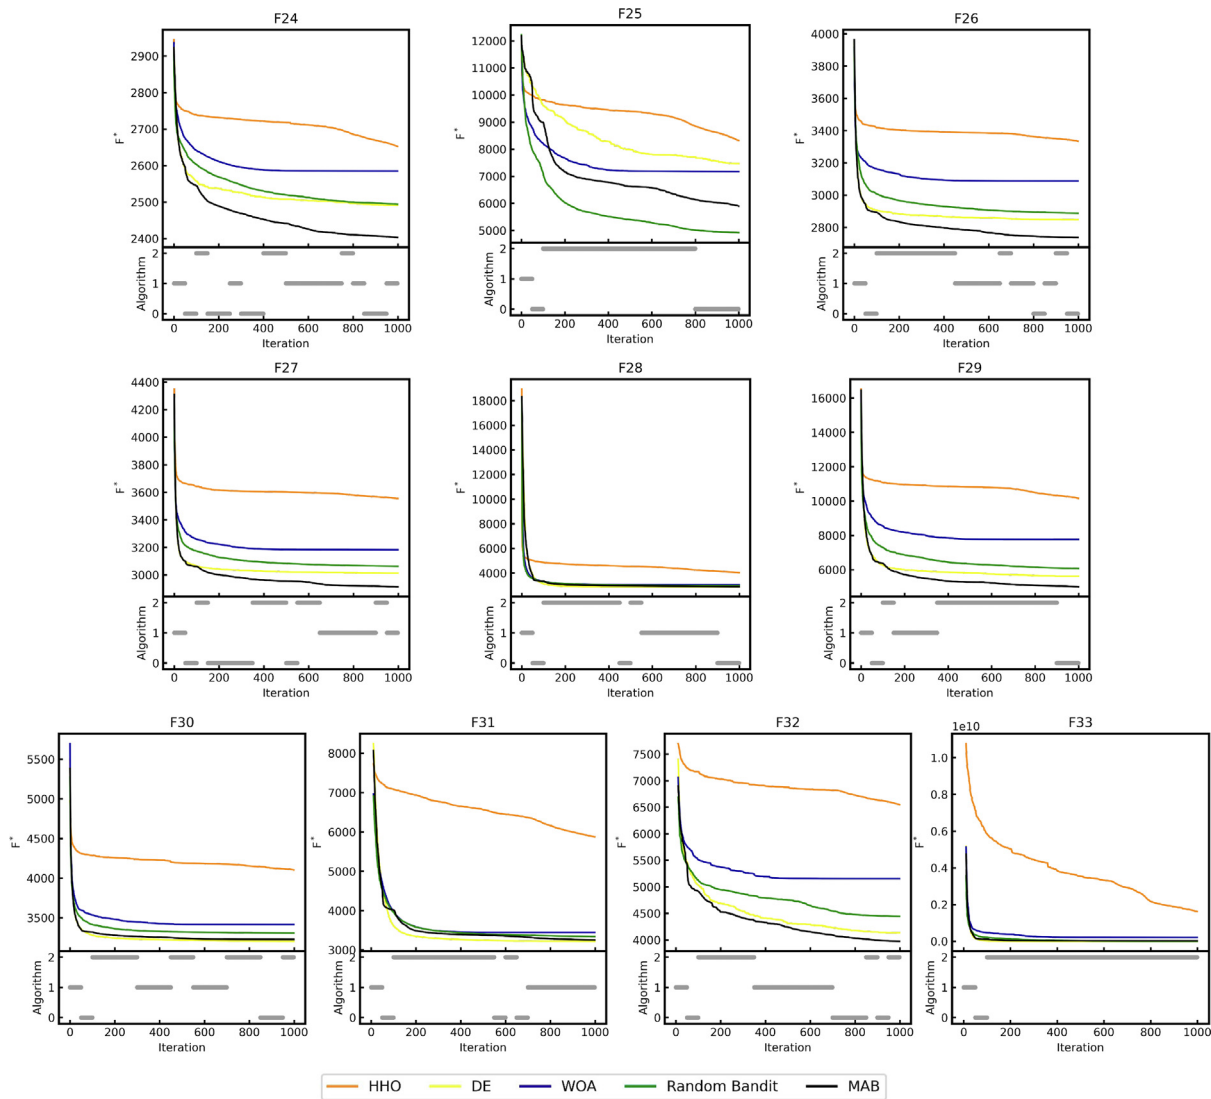 F24
F25
F26
2900
2800
2700
2600
2500
2400
F*
2
1
0
Algorithm
0 200 400 600 800 1000
Iteration
12000
11000
10000
9000
8000
7000
6000
5000
F*
2
1
0
Algorithm
0 200 400 600 800 1000
Iteration
4000
3800
3600
3400
3200
3000
2800
F*
2
1
0
Algorithm
0 200 400 600 800 1000
Iteration
F27
F28
F29
4400
4200
4000
3800
3600
3400
3200
3000
F*
2
1
0
Algorithm
0 200 400 600 800 1000
Iteration
18000
16000
14000
12000
10000
8000
6000
4000
F*
2
1
0
Algorithm
0 200 400 600 800 1000
Iteration
16000
14000
12000
10000
8000
6000
F*
2
1
0
Algorithm
0 200 400 600 800 1000
Iteration
F30
F31
F32
F33
5500
5000
4500
4000
3500
F*
2
1
0
Algorithm
0 200 400 600 800 1000
Iteration
8000
7000
6000
5000
4000
3000
F*
2
1
0
Algorithm
0 200 400 600 800 1000
Iteration
7500
7000
6500
6000
5500
5000
4500
4000
F*
2
1
0
Algorithm
0 200 400 600 800 1000
Iteration
1e10
1.0
0.8
0.6
0.4
0.2
0.0
F*
2
1
0
Algorithm
0 200 400 600 800 1000
Iteration
HHO DE WOA Random Bandit MAB